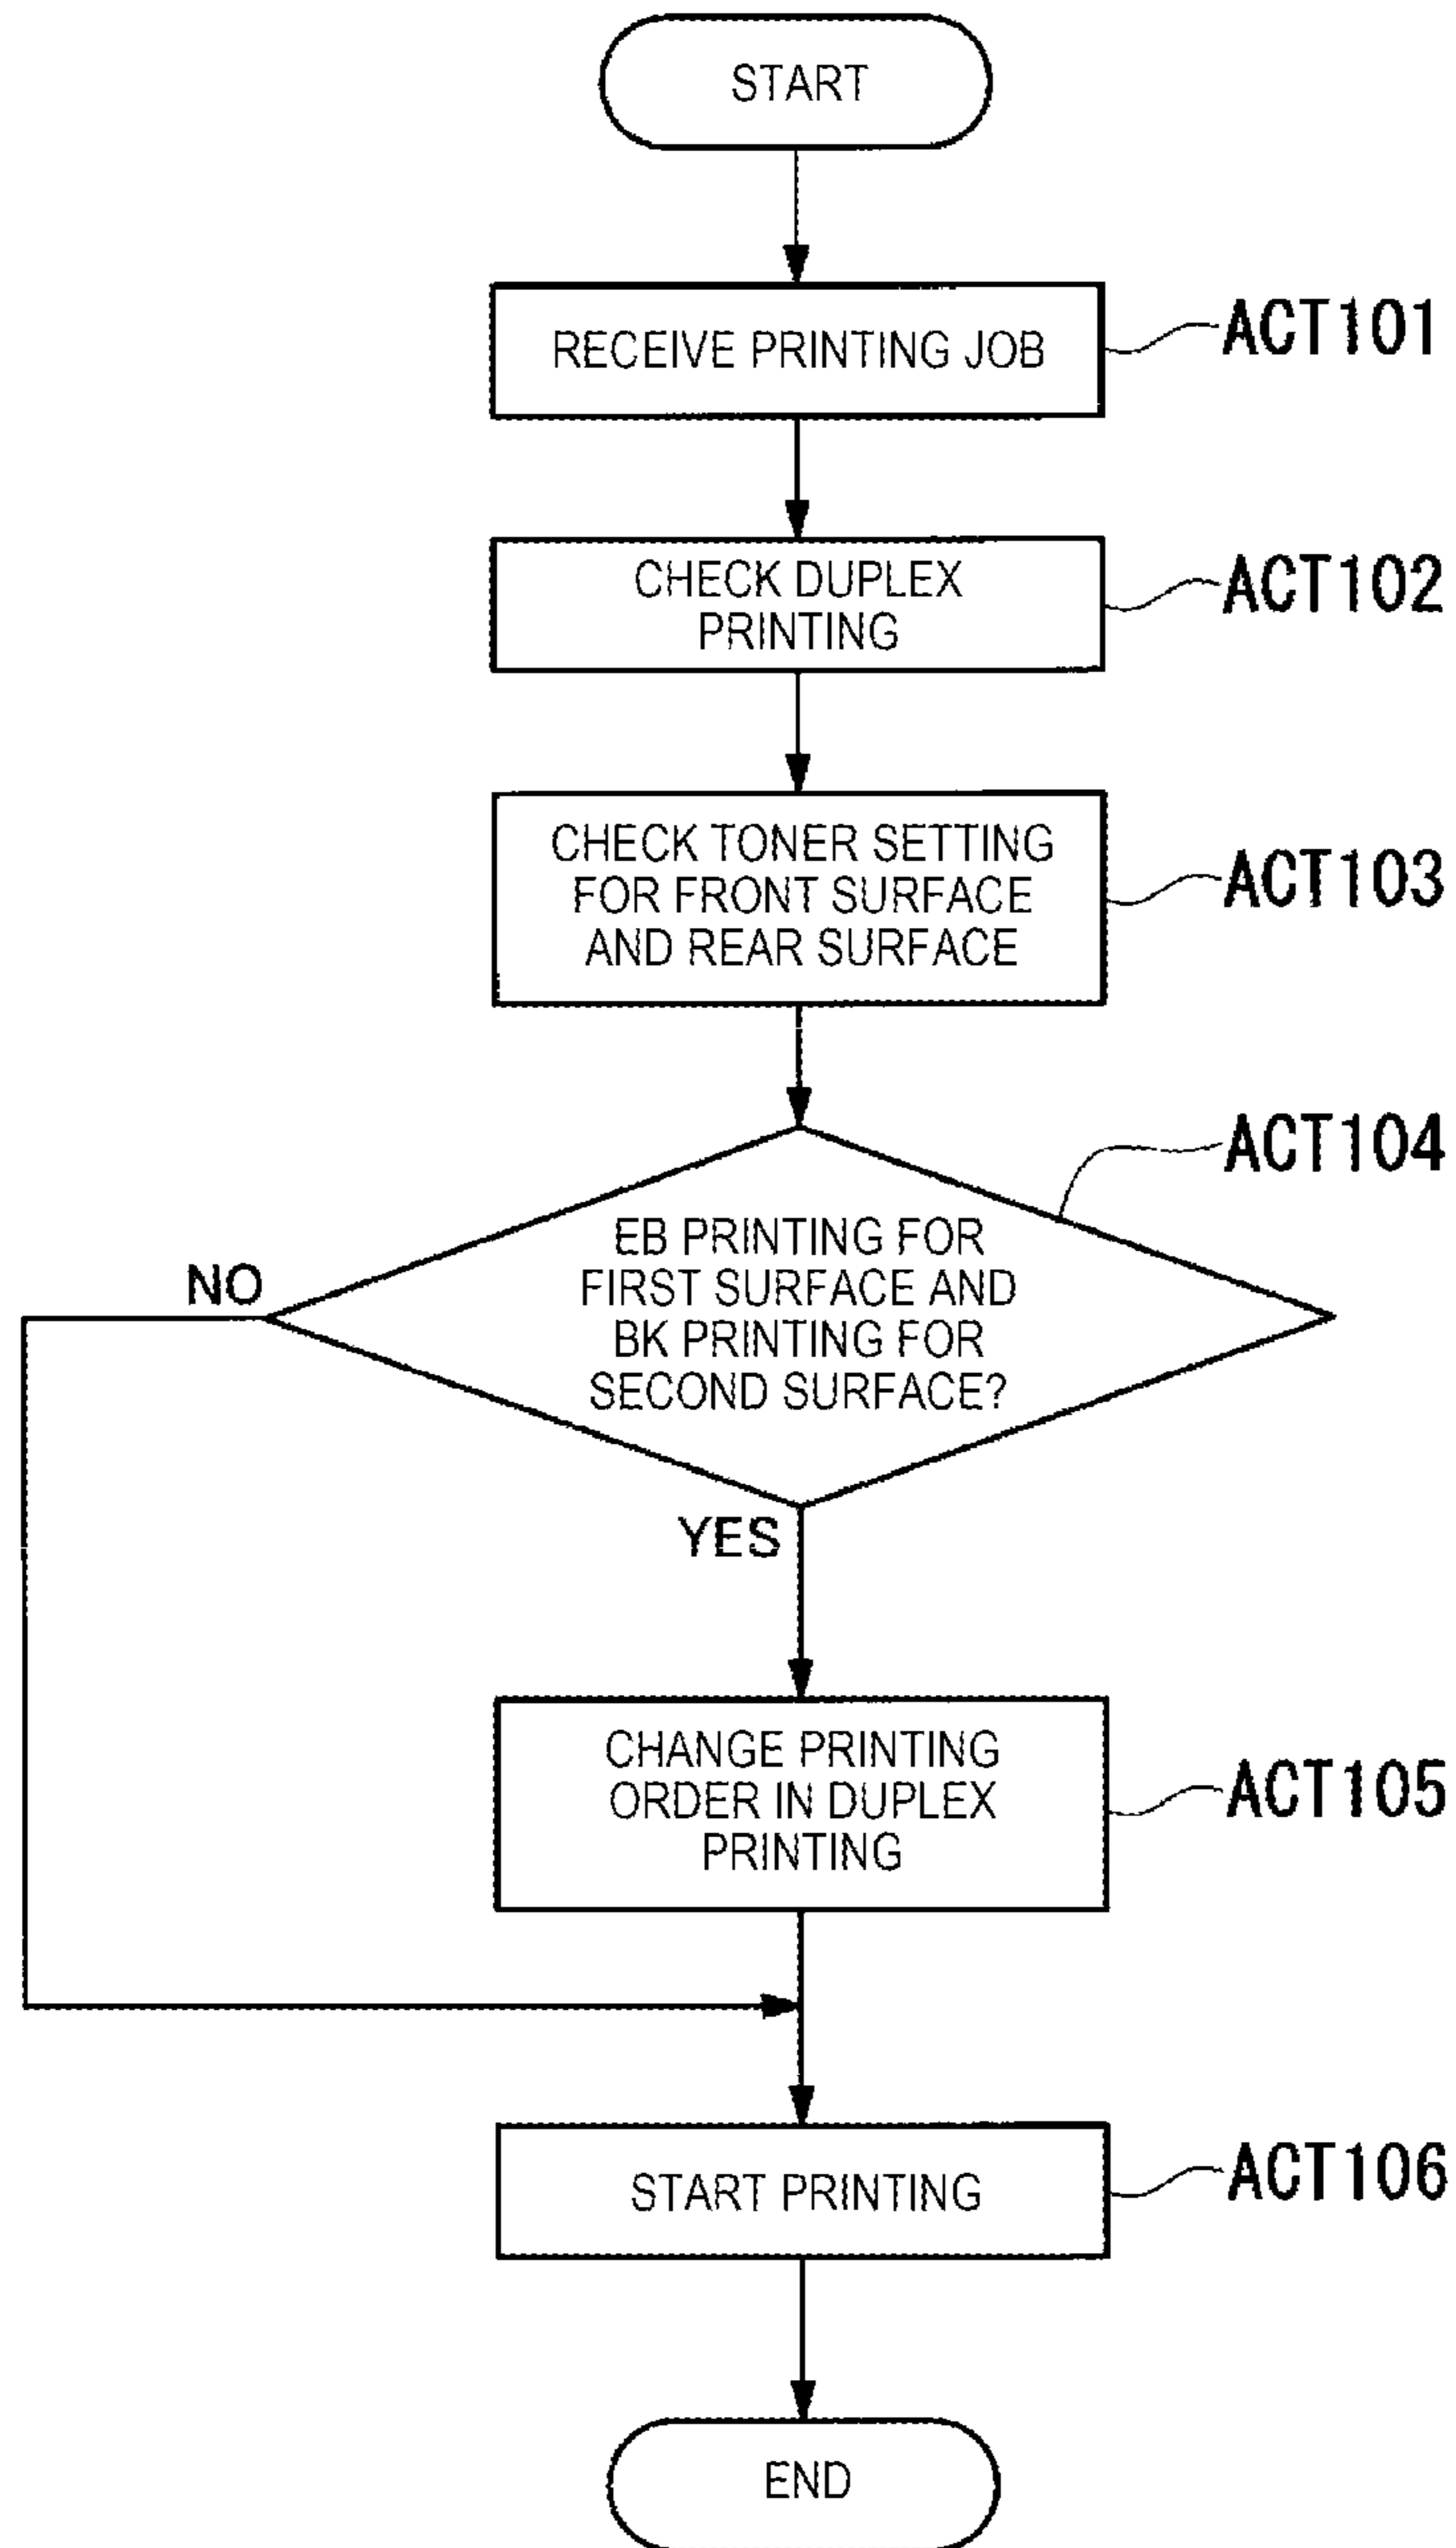 START
RECEIVE PRINTING JOB
ACT101
CHECK DUPLEX
PRINTING
ACT102
CHECK TONER SETTING
FOR FRONT SURFACE
AND REAR SURFACE
ACT103
ACT104
EB PRINTING FOR
FIRST SURFACE AND
BK PRINTING FOR
SECOND SURFACE?
NO
YES
CHANGE PRINTING
ORDER IN DUPLEX
PRINTING
ACT105
START PRINTING
ACT106
END